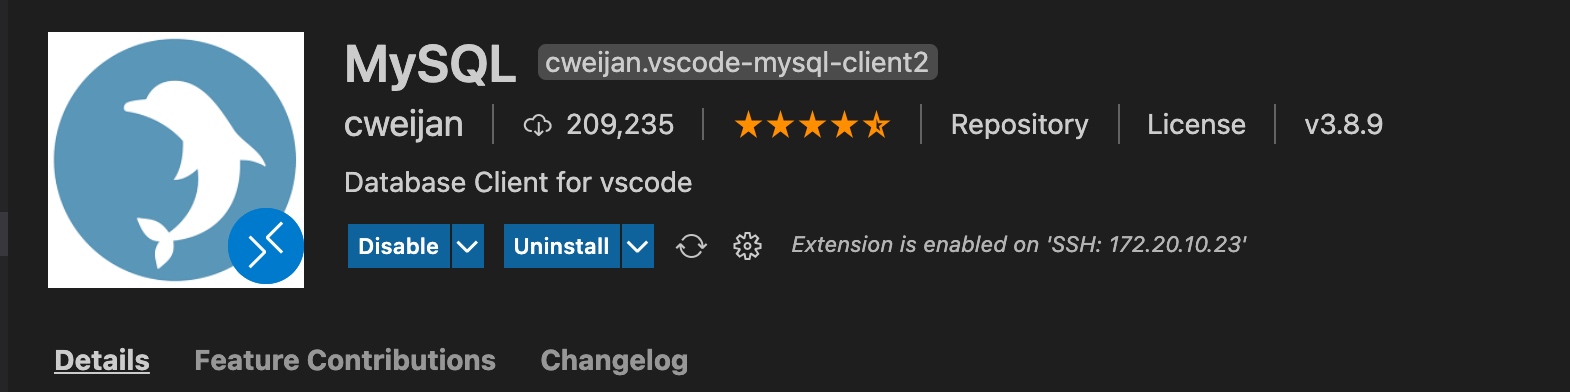 MySQL cweijan.vscode-mysql-client2
cweijan 209,235 Repository License v3.8.9
Database Client for vscode
Disable Uninstall Extension is enabled on 'SSH: 172.20.10.23'
Details Feature Contributions Changelog